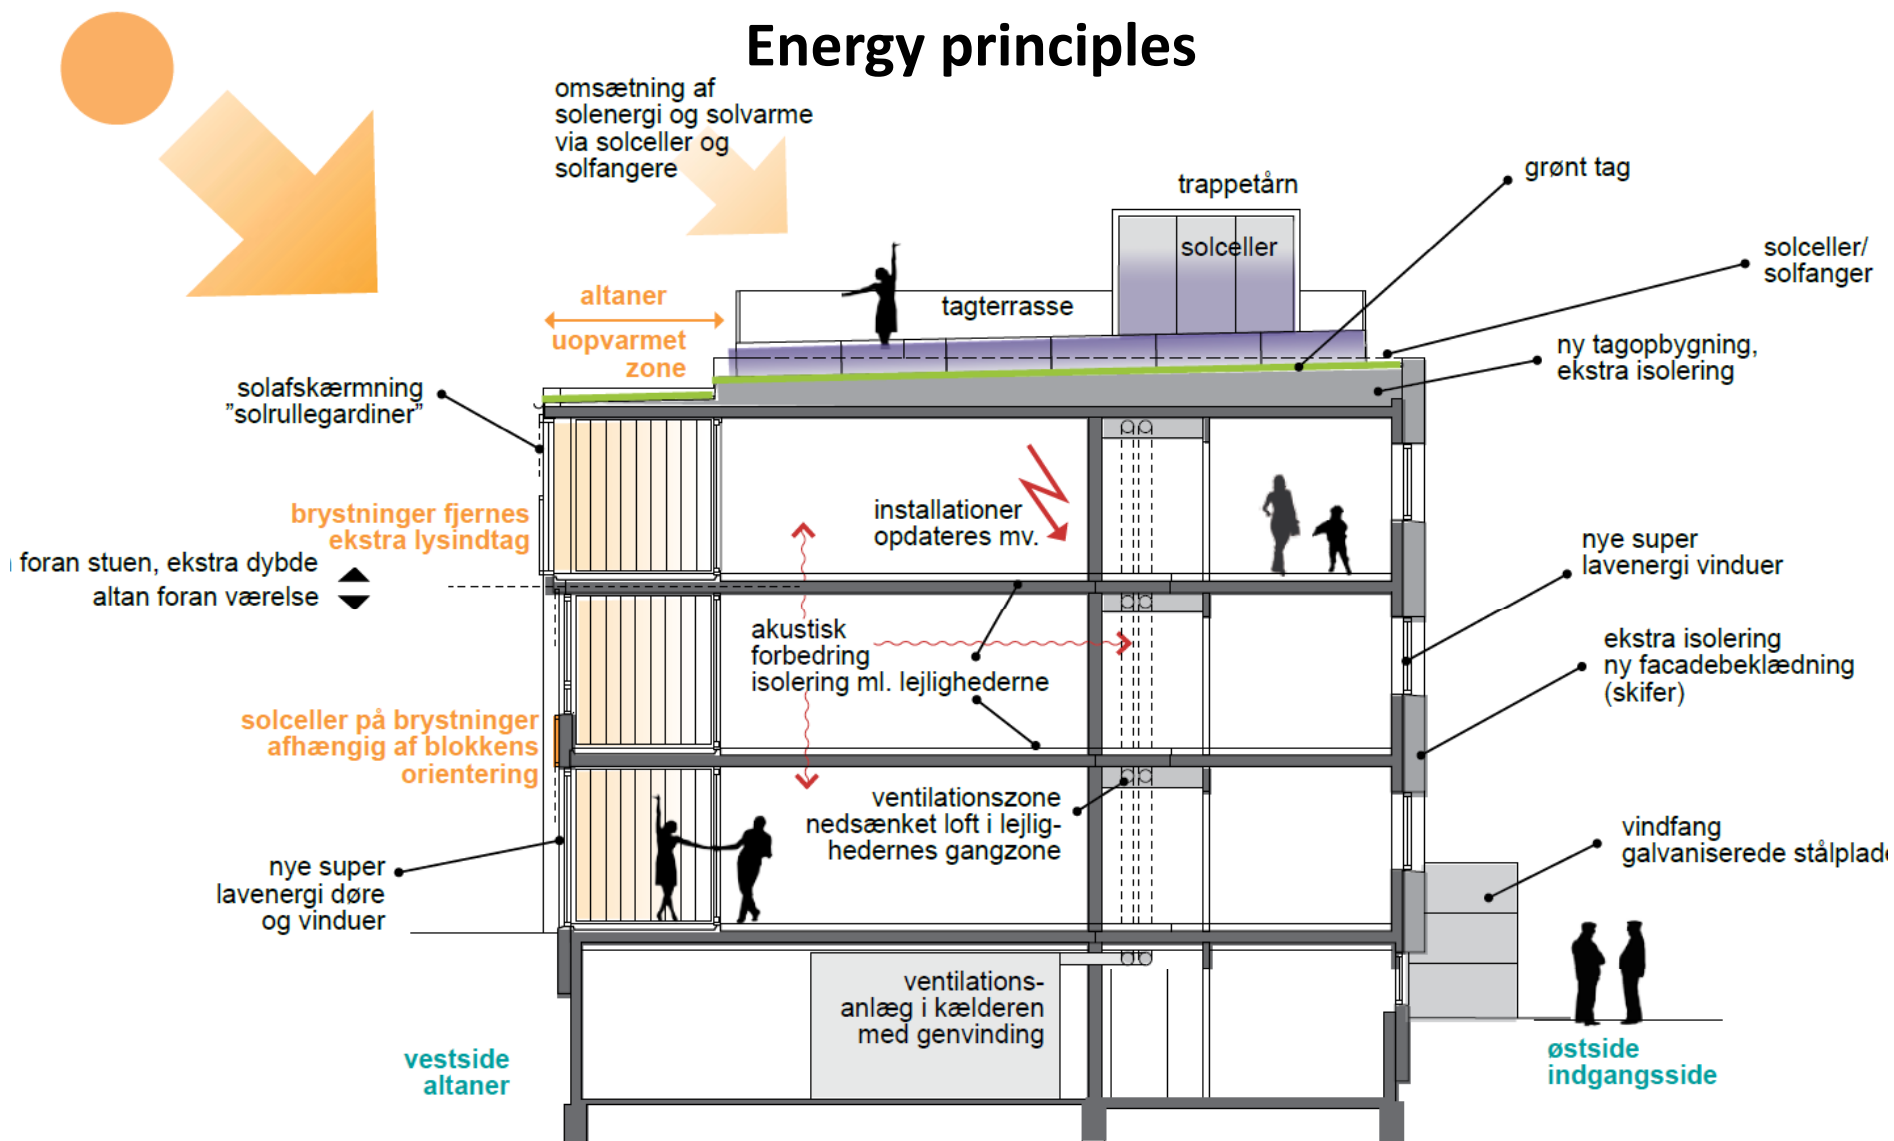 Energy principles
omsætning af
solenergi og solvarme
via solceller og
solfangere
trappetårn
grønt tag
solceller
solceller/
solfanger
altaner
tagterrasse
uopvarmet
zone
ny tagopbygning,
ekstra isolering
solafskærmning
"solrullegardiner"
brystninger fjernes
ekstra lysindtag
installationer
opdateres mv.
foran stuen, ekstra dybde
altan foran værelse
nye super
lavenergi vinduer
akustisk
forbedring
isolering ml. lejlighederne
ekstra isolering
ny facadebeklædning
(skifer)
solceller på brystninger
afhængig af blokkens
orientering
ventilationszone
nedsænket loft i lejlig-
hedernes gangzone
vindfang
galvaniserede stålplade
nye super
lavenergi døre
og vinduer
ventilations-
anlæg i kælderen
med genvinding
vestside
altaner
østside
indgangsside